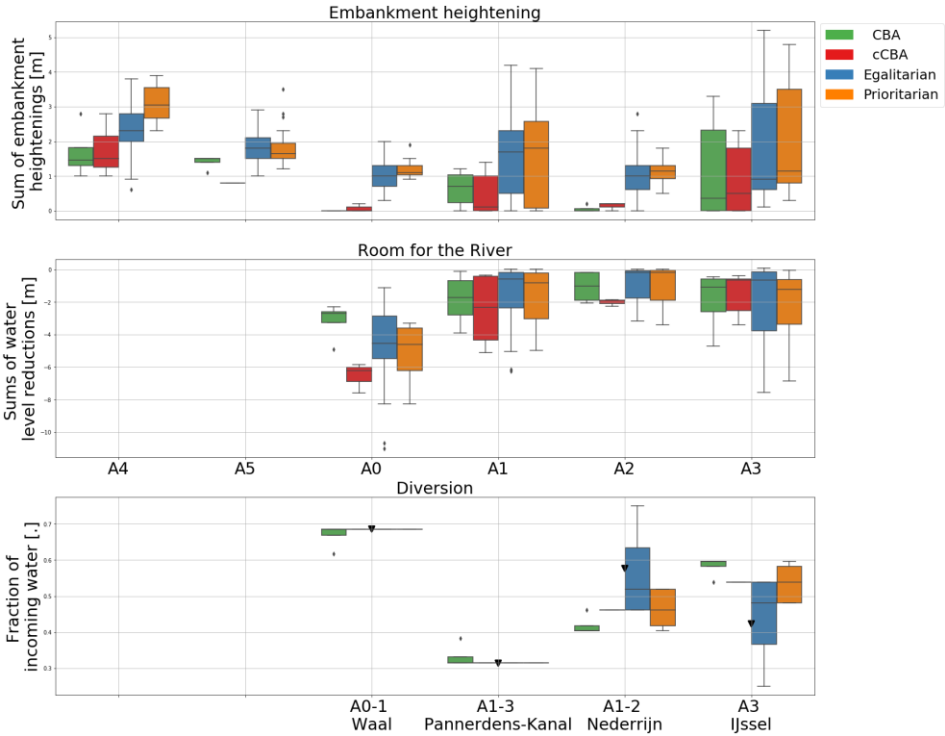 Embankment heightening
Sum of embankment
heightenings [m]
5
4
3
2
1
0
CBA
cCBA
Egalitarian
Prioritarian
Room for the River
Sums of water
level reductions [m]
0
−2
−4
−6
−8
−10
A4 A5 A0 A1 A2 A3
Diversion
Fraction of
incoming water [.]
0.7
0.6
0.5
0.4
0.3
A0-1 A1-3 A1-2 A3
Waal Pannerdens-Kanal Nederrijn IJssel